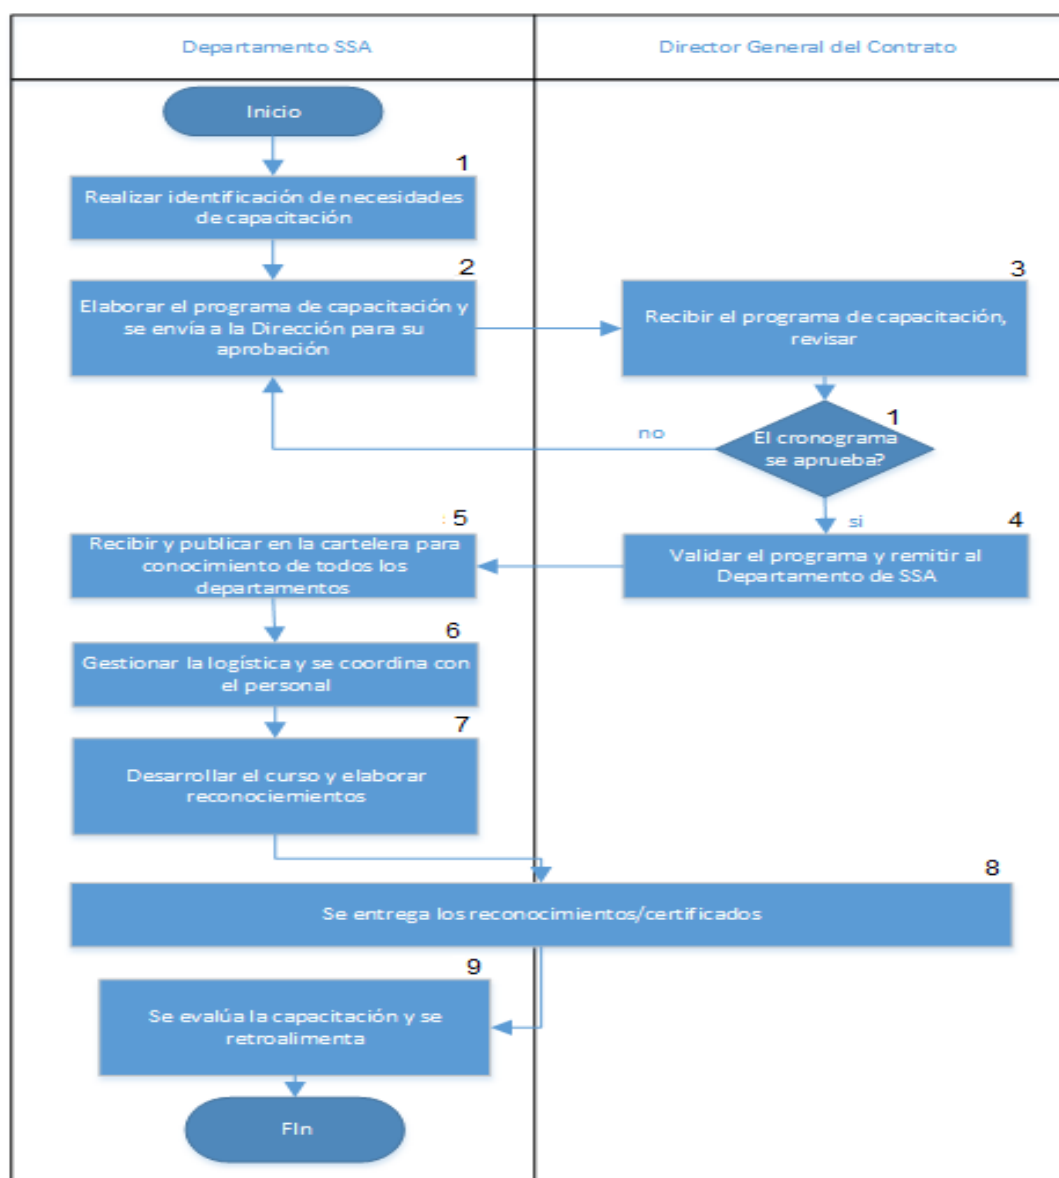 Departamento SSA
Director General del Contrato
Inicio
1
Realizar identificación de necesidades
de capacitación
2
Elaborar el programa de capacitación y
se envía a la Dirección para su
aprobación
3
Recibir el programa de capacitación,
revisar
1
El cronograma
se aprueba?
no
si
4
Validar el programa y remitir al
Departamento de SSA
5
Recibir y publicar en la cartelera para
conocimiento de todos los
departamentos
6
Gestionar la logística y se coordina con
el personal
7
Desarrollar el curso y elaborar
reconociemientos
8
Se entrega los reconocimientos/certificados
9
Se evalúa la capacitación y se
retroalimenta
FIn